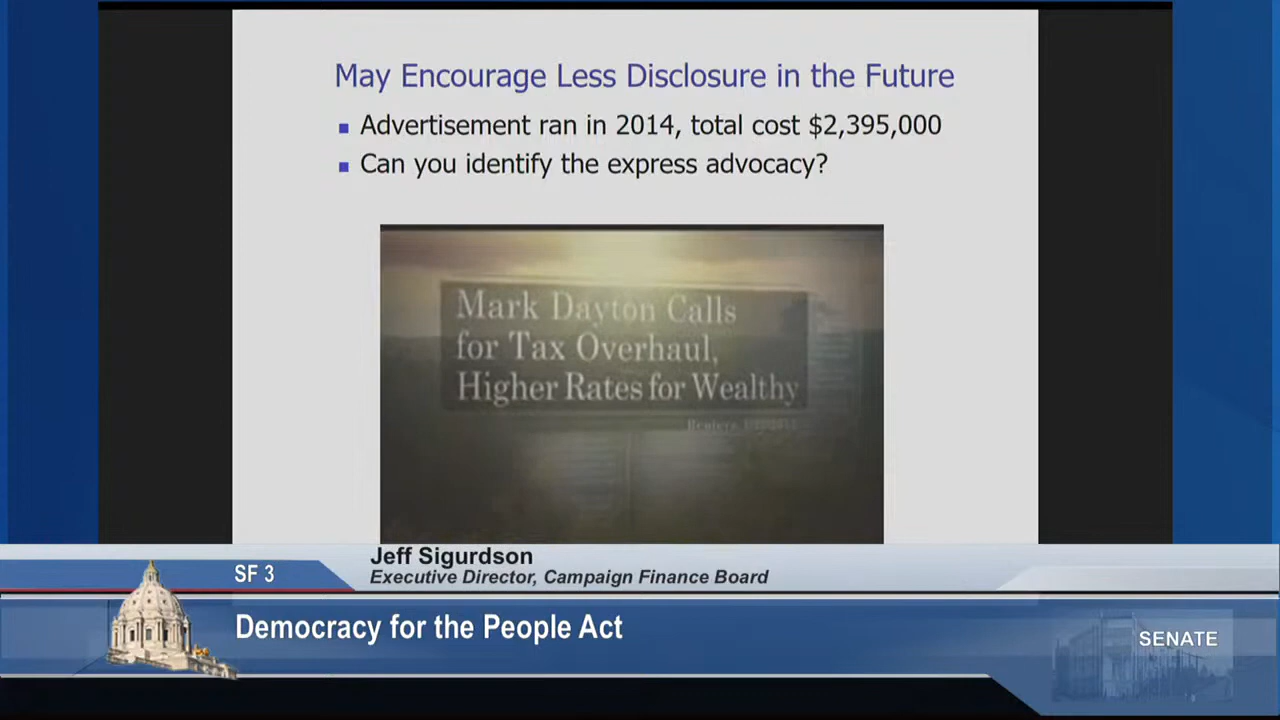 May Encourage Less Disclosure in the Future
Advertisement ran in 2014, total cost $2,395,000
Can you identify the express advocacy?
Mark Dayton Calls
for Tax Overhaul,
Higher Rates for Wealthy
Reuters,
Jeff Sigurdson
SF 3
Executive Director, Campaign Finance Board
Democracy for the People Act
SENATE